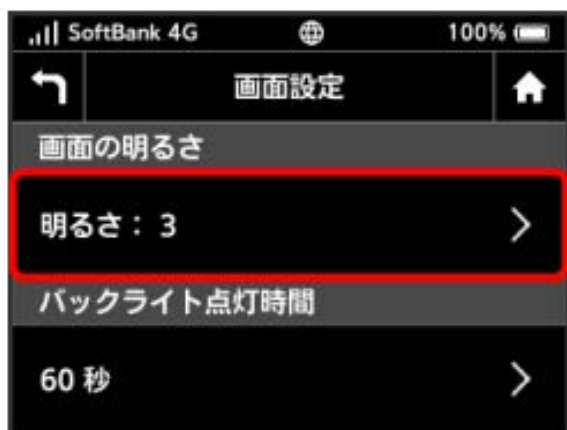 SoftBank 4G 100%
画面設定
画面の明るさ
明るさ： 3
バックライト点灯時間
60 秒